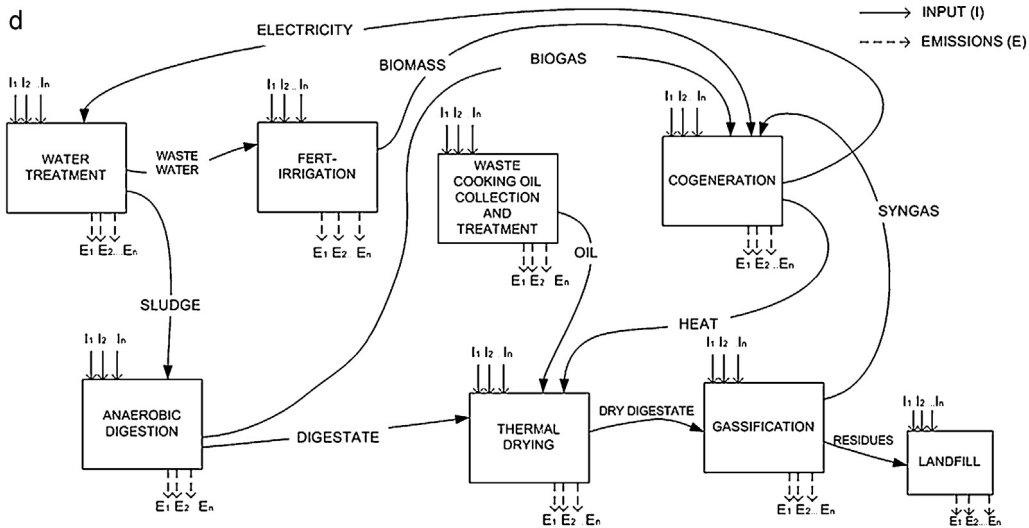 d
ELECTRICITY
INPUT (I)
EMISSIONS (E)
BIOMASS
BIOGAS
I1 I2 ..In
I1 I2... In
I1 I2.. In
I1 I2.. In
WATER
TREATMENT
WASTE
WATER
FERT-
IRRIGATION
WASTE
COOKING OIL
COLLECTION
AND
TREATMENT
COGENERATION
SYNGAS
E1 E2...En
E1 E2... En
E1 E2 .. En
E1 E2 ..En
OIL
SLUDGE
HEAT
I1 I2 .. In
I1 I2.. In
I1 I2... In
I1 I2 ..In
ANAEROBIC
DIGESTION
DIGESTATE
THERMAL
DRYING
DRY DIGESTATE
GASSIFICATION
RESIDUES
LANDFILL
E1 E2 .. En
E1 E2... En
E1 E2... En
E1 E2... En